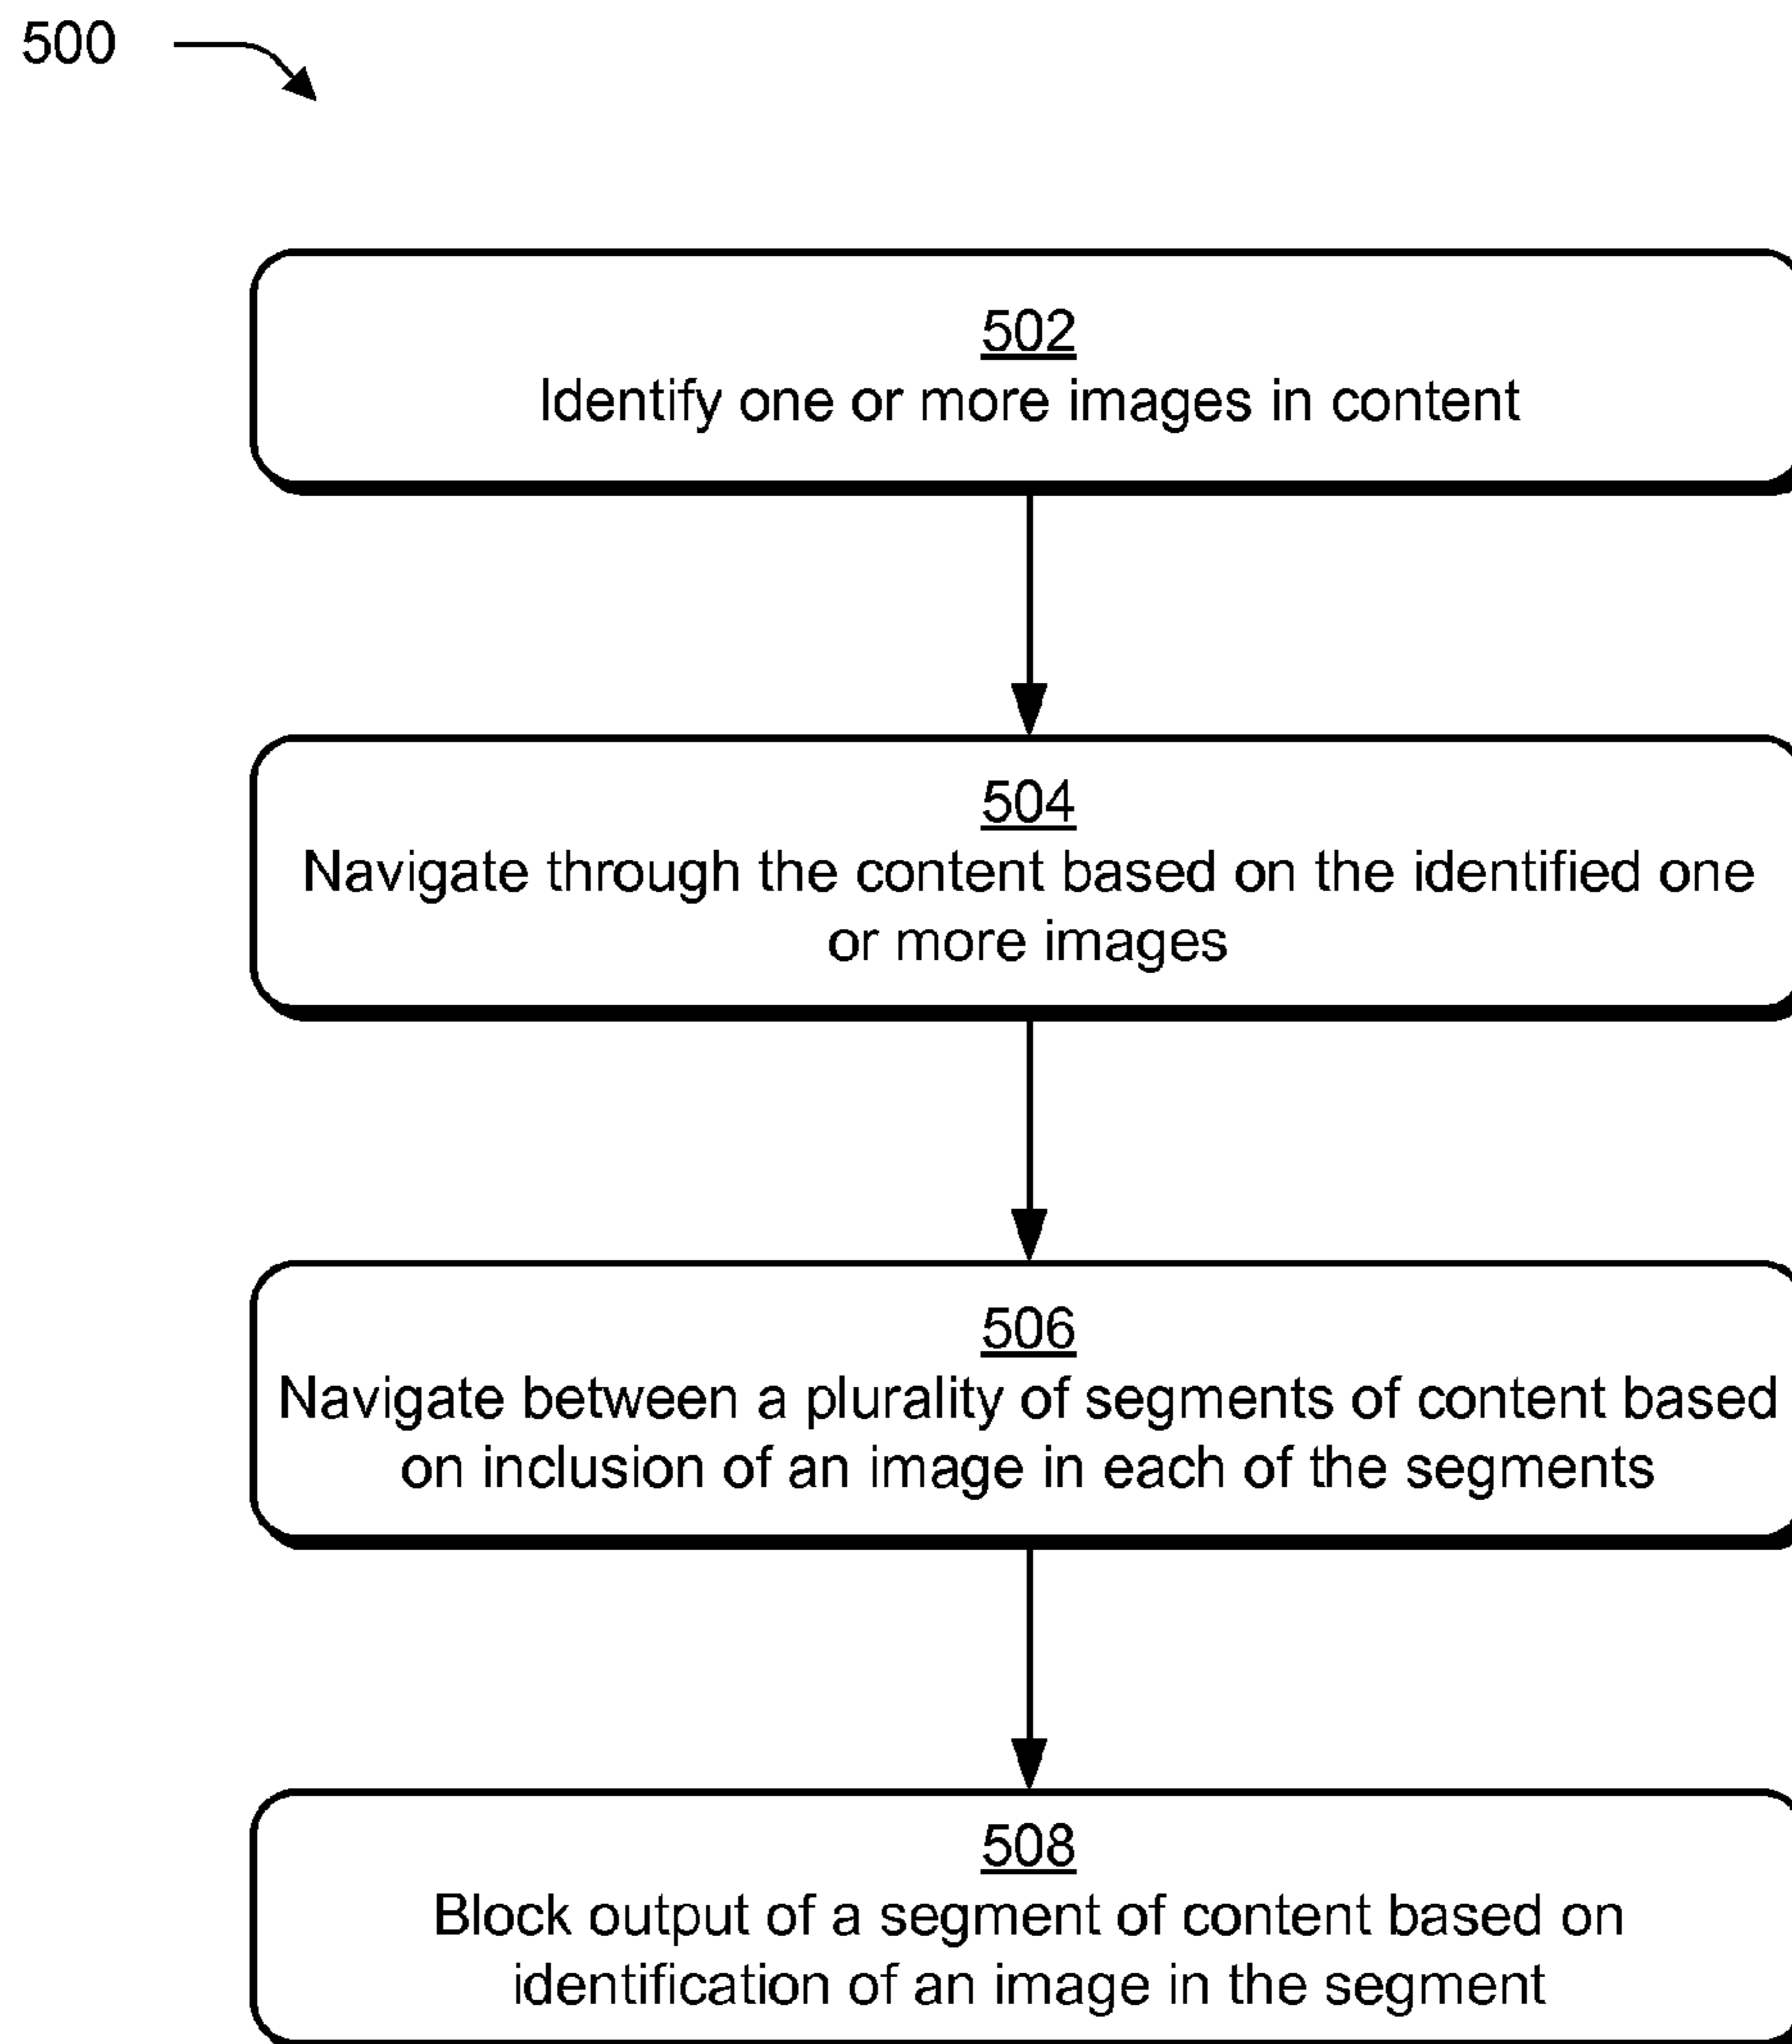 500
502
Identify one or more images in content
504
Navigate through the content based on the identified one
or more images
506
Navigate between a plurality of segments of content based
on inclusion of an image in each of the segments
508
Block output of a segment of content based on
identification of an image in the segment